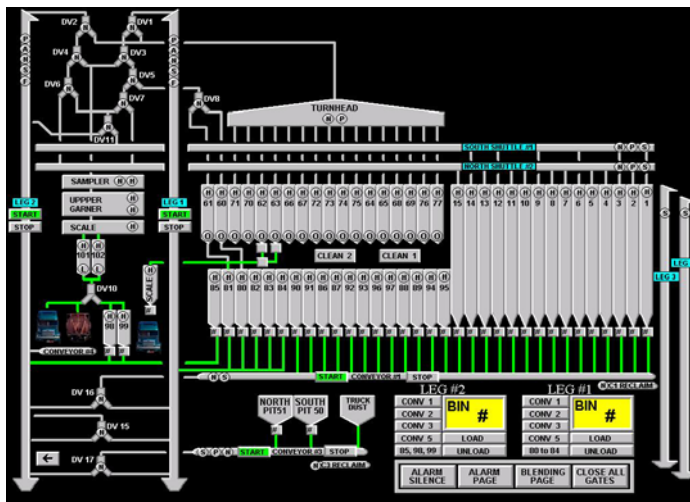 DV2
DV1
DV4
DV3
DV5
DV6
DV7
DV8
DV11
TURNHEAD
N P
SOUTH SHUTTLE #1
N P S
NORTH SHUTTLE #2
N P S
SAMPLER
UPPPER
GARNER
SCALE
LEG 2
START
STOP
LEG 1
START
STOP
61 60 71 70 62 63 66 67 72 73 74 75 64 65 68 69 76 77
15 14 13 12 11 10 9 8 7 6 5 4 3 2 1
101 102
L L
DV10
SCALE
CLEAN 2
CLEAN 1
LEG 3
LEG
85 81 80 82 83 84 90 91 86 87 92 93 96 97 88 89 94 95
98 99
CONVEYOR #4
N S
START CONVEYOR #1 STOP
C1 RECLAIM
DV 16
DV 15
DV 17
NORTH
PIT51
SOUTH
PIT 50
TRUCK
DUST
S P N START CONVEYOR #3 STOP
C3 RECLAIM
LEG #2
CONV 1
CONV 2
CONV 3
CONV 5
85, 98, 99
BIN
#
LOAD
UNLOAD
LEG #1
CONV 1
CONV 2
CONV 3
CONV 5
80 to 84
BIN
#
LOAD
UNLOAD
ALARM
SILENCE
ALARM
PAGE
BLENDING
PAGE
CLOSE ALL
GATES